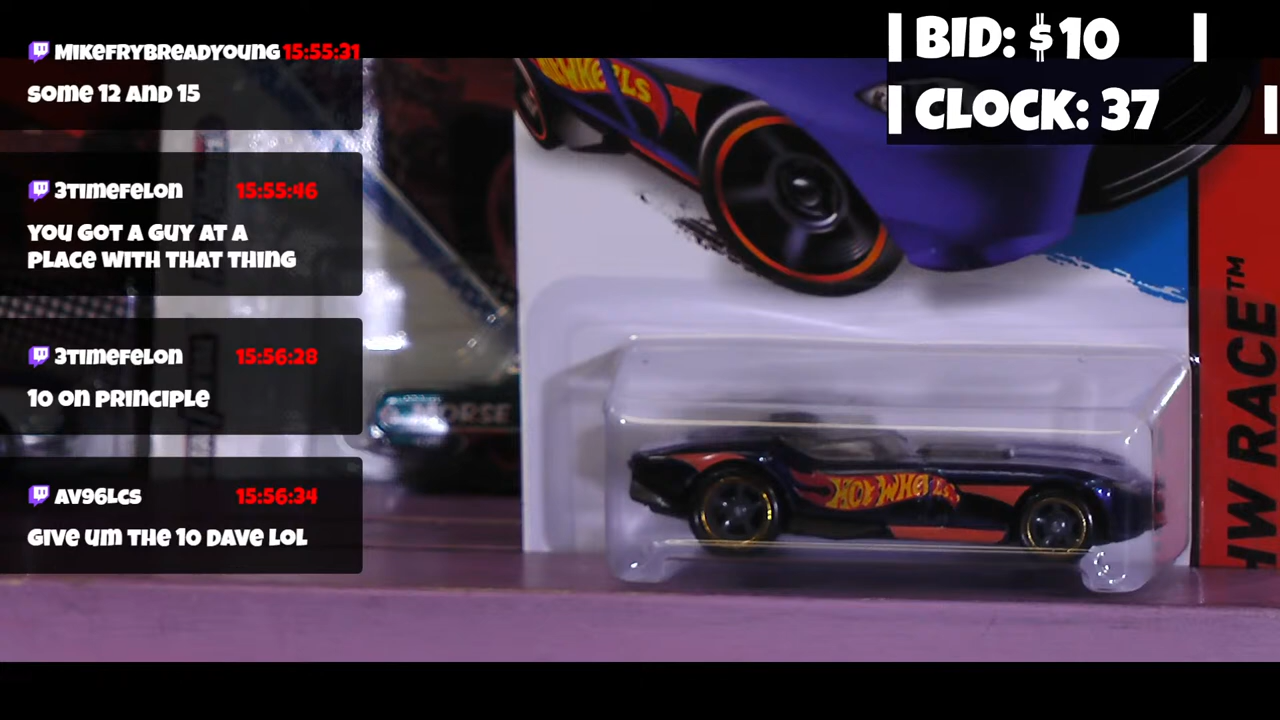 MIKEFRYBREADYOUNG 15:55:31
SOME 12 AND 15
3TIMEFELON 15:55:46
YOU GOT A GUY AT A
PLACE WITH THAT THING
3TIMEFELON 15:56:28
10 ON PRINCIPLE
AV96LCS 15:56:34
GIVE UM THE 10 DAVE LOL
| BID: $10 |
| CLOCK: 37 |
HW RACE™
HOT WHEELS